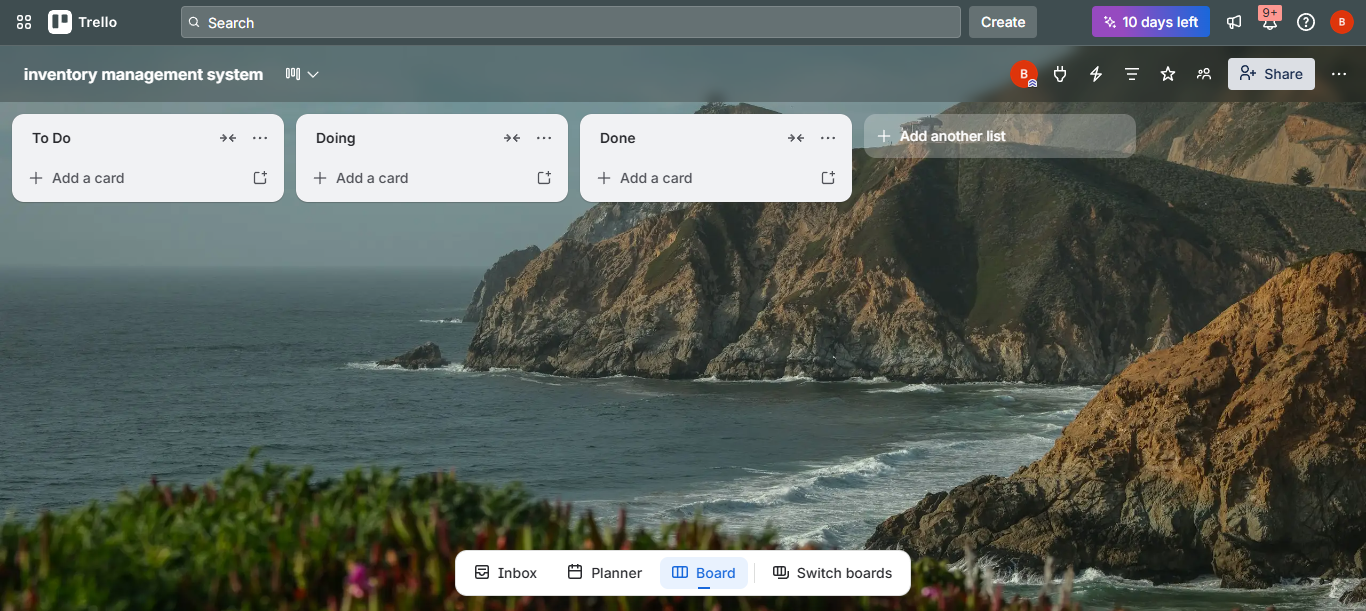 Trello
Search
Create
10 days left
9+
B
inventory management system
B
Share
To Do
Add a card
Doing
Add a card
Done
Add a card
Add another list
Inbox
Planner
Board
Switch boards